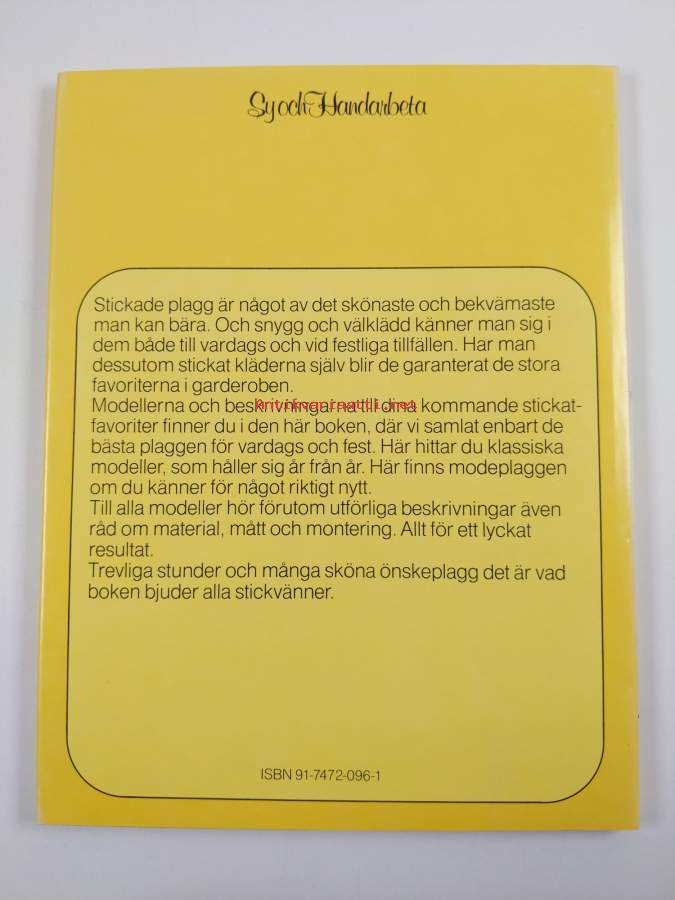 Sy och Handarbeta
Stickade plagg är något av det skönaste och bekvämaste
man kan bära. Och snygg och välklädd känner man sig i
dem både till vardags och vid festliga tillfällen. Har man
dessutom stickat kläderna själv blir de garanterat de stora
favoriterna i garderoben.
Modellerna och beskrivningarna till dina kommande stickat-
favoriter finner du i den här boken, där vi samlat enbart de
bästa plaggen för vardags och fest. Här hittar du klassiska
modeller, som håller sig år från år. Här finns modeplaggen
om du känner för något riktigt nytt.
Till alla modeller hör förutom utförliga beskrivningar även
råd om material, mått och montering. Allt för ett lyckat
resultat.
Trevliga stunder och många sköna önskeplagg det är vad
boken bjuder alla stickvänner.
ISBN 91-7472-096-1